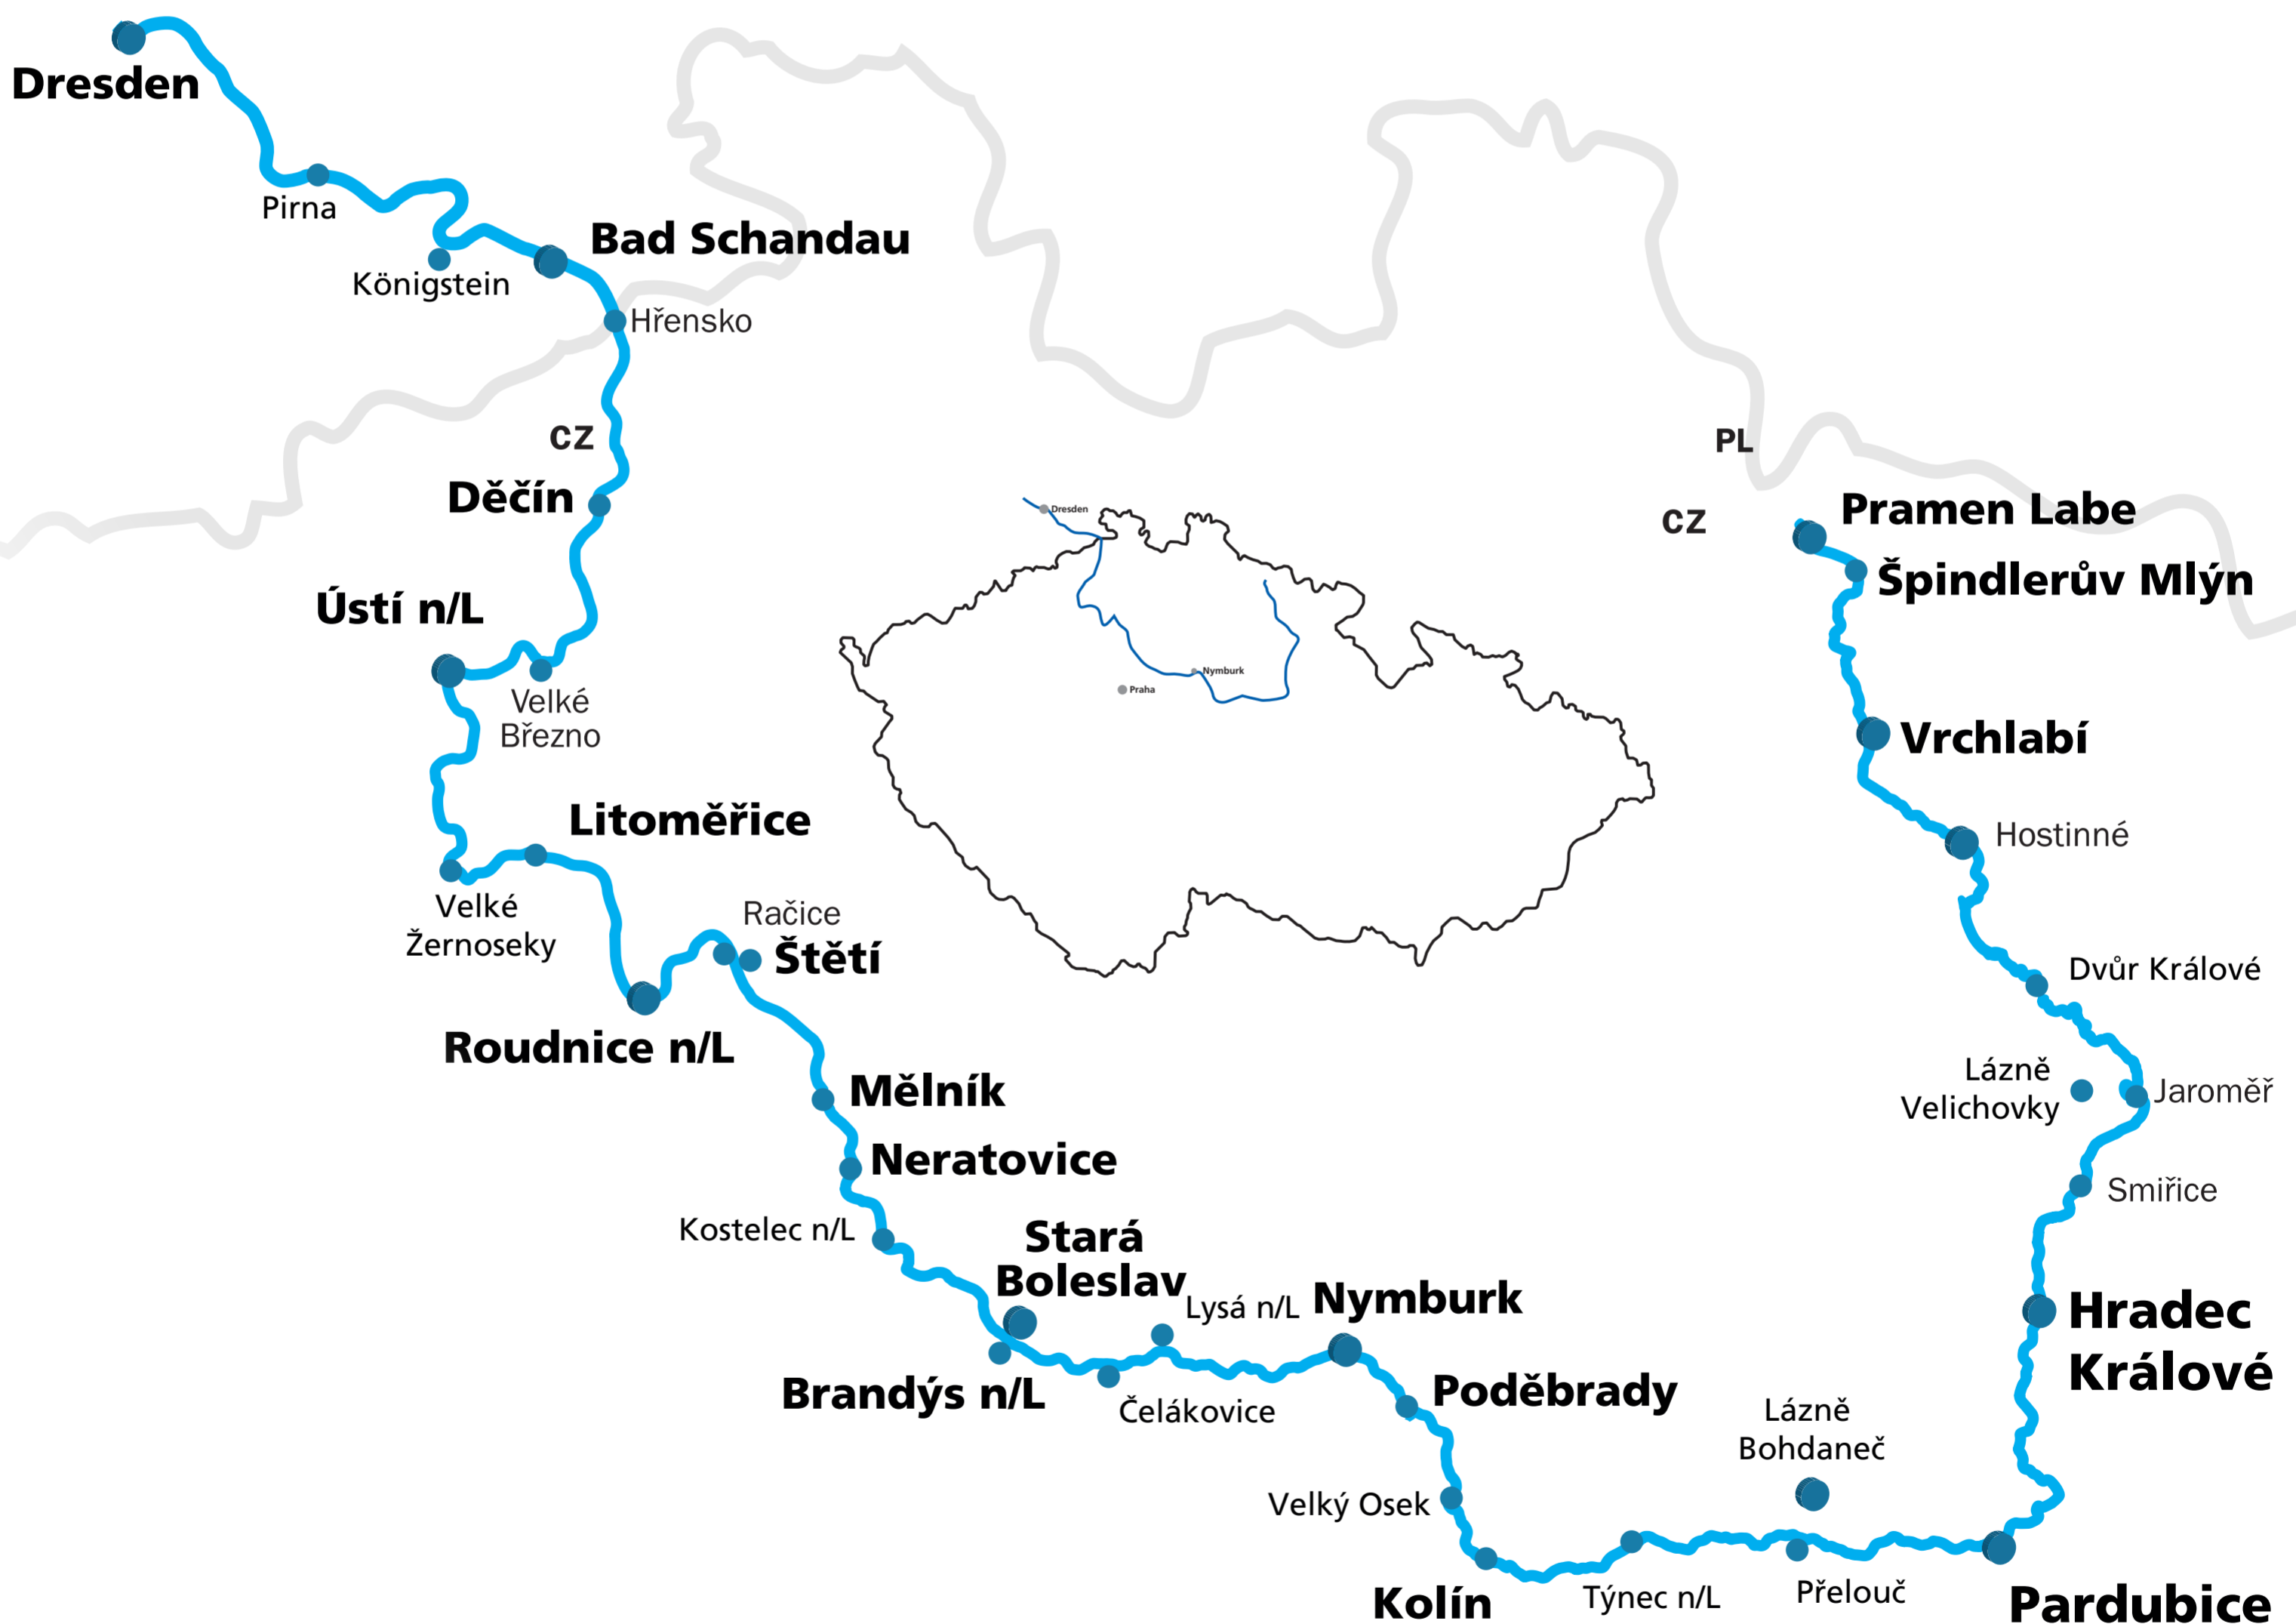 Dresden
Pirna
Königstein
Bad Schandau
Hřensko
CZ
Děčín
Ústí n/L
Velké
Březno
Litoměřice
Velké
Žernoseky
Račice
Štětí
Roudnice n/L
Mělník
Neratovice
Kostelec n/L
Stará
Boleslav
Brandýs n/L
Lysá n/L
Čelákovice
Nymburk
Poděbrady
Velký Osek
Kolín
Týnec n/L
Přelouč
Lázně
Bohdaneč
Pardubice
Hradec
Králové
Smiřice
Jaroměř
Lázně
Velichovky
Dvůr Králové
Hostinné
Vrchlabí
Špindlerův Mlýn
Pramen Labe
PL
CZ
Dresden
Nymburk
Praha